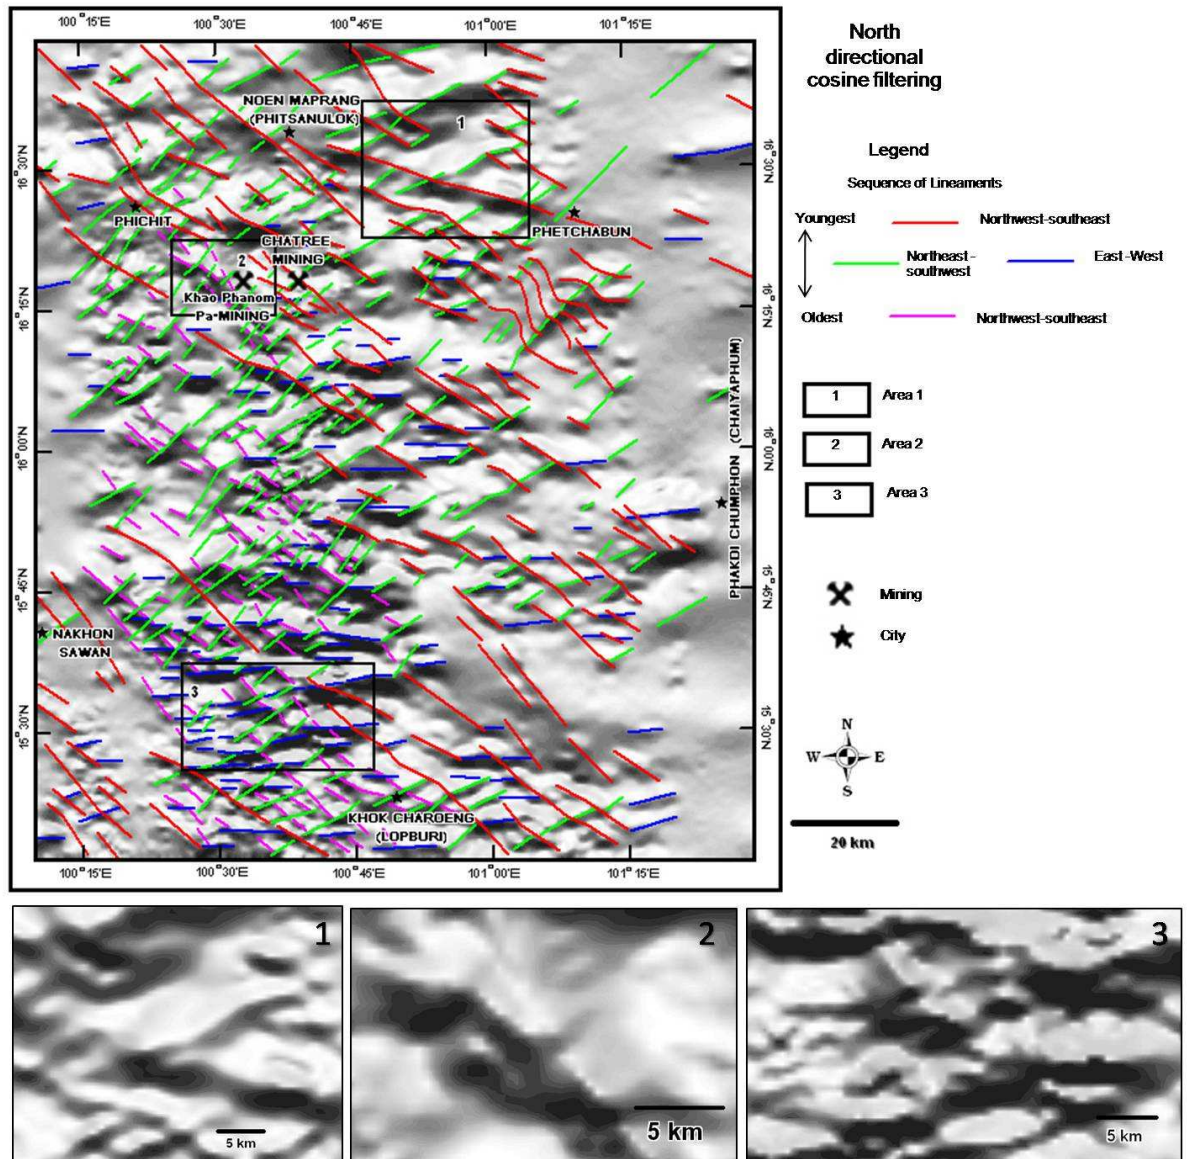 100°15'E 100°30'E 100°45'E 101°00'E 101°15'E
North
directional
cosine filtering
NOEN MAPRANG
(PHITSANULOK)
1
16°30'N
16°30'N
Legend
Sequence of Lineaments
PHICHIT
PHETCHABUN
Youngest
Northwest-southeast
CHATREE
MINING
2
Northeast-
southwest
East-West
Khao Phanom
Pa-MINING
16°15'N
16°15'N
Oldest
Northwest-southeast
PHAKDI CHUMPHON (CHAIYAPHUM)
1
Area 1
2
Area 2
3
Area 3
16°00'N
16°00'N
15°45'N
15°45'N
Mining
City
NAKHON
SAWAN
3
15°30'N
15°30'N
N
W E
S
KHOK CHAROENG
(LOPBURI)
20 km
100°15'E 100°30'E 100°45'E 101°00'E 101°15'E
1
5 km
2
5 km
3
5 km